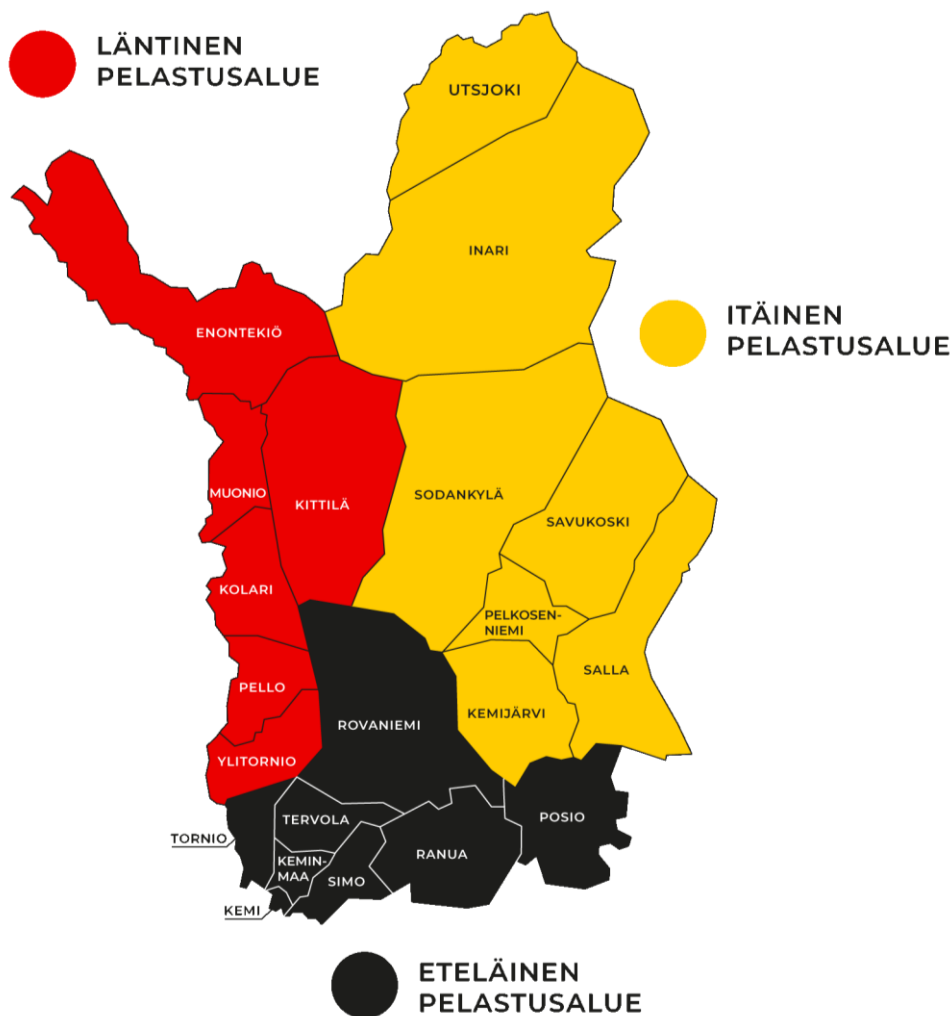 LÄNTINEN
PELASTUSALUE
UTSJOKI
INARI
ENONTEKIÖ
ITÄINEN
PELASTUSALUE
MUONIO
KITTILÄ
SODANKYLÄ
SAVUKOSKI
KOLARI
PELKOSEN-
NIEMI
SALLA
PELLO
KEMIJÄRVI
ROVANIEMI
YLITORNIO
TERVOLA
POSIO
TORNIO
KEMIN-
MAA
SIMO
RANUA
KEMI
ETELÄINEN
PELASTUSALUE